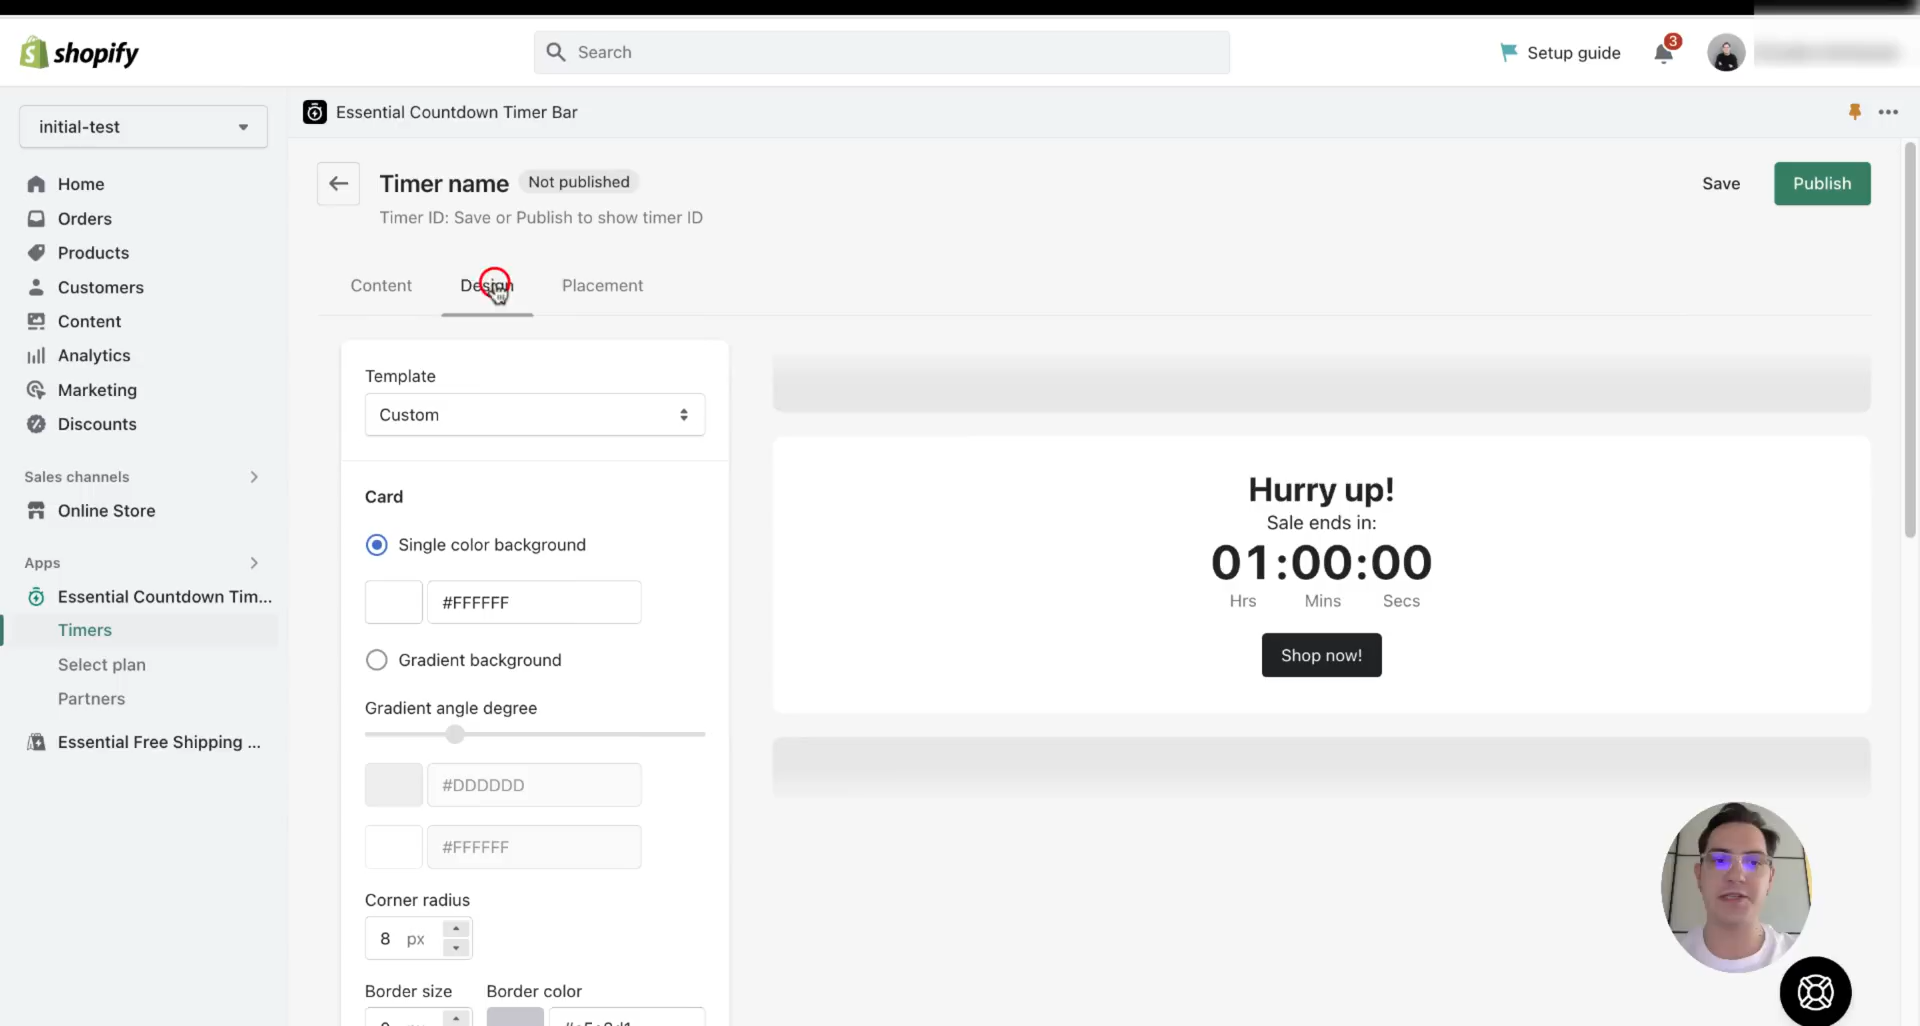 shopify
Search
Setup guide
3
initial-test
Essential Countdown Timer Bar
Home
Orders
Products
Customers
Content
Analytics
Marketing
Discounts
Sales channels
Online Store
Apps
Essential Countdown Tim...
Timers
Select plan
Partners
Essential Free Shipping ...
Timer name
Not published
Timer ID: Save or Publish to show timer ID
Save
Publish
Content
Design
Placement
Template
Custom
Card
Single color background
#FFFFFF
Gradient background
Gradient angle degree
#DDDDDD
#FFFFFF
Corner radius
8 px
Border size
Border color
Hurry up!
Sale ends in:
01:00:00
Hrs Mins Secs
Shop now!